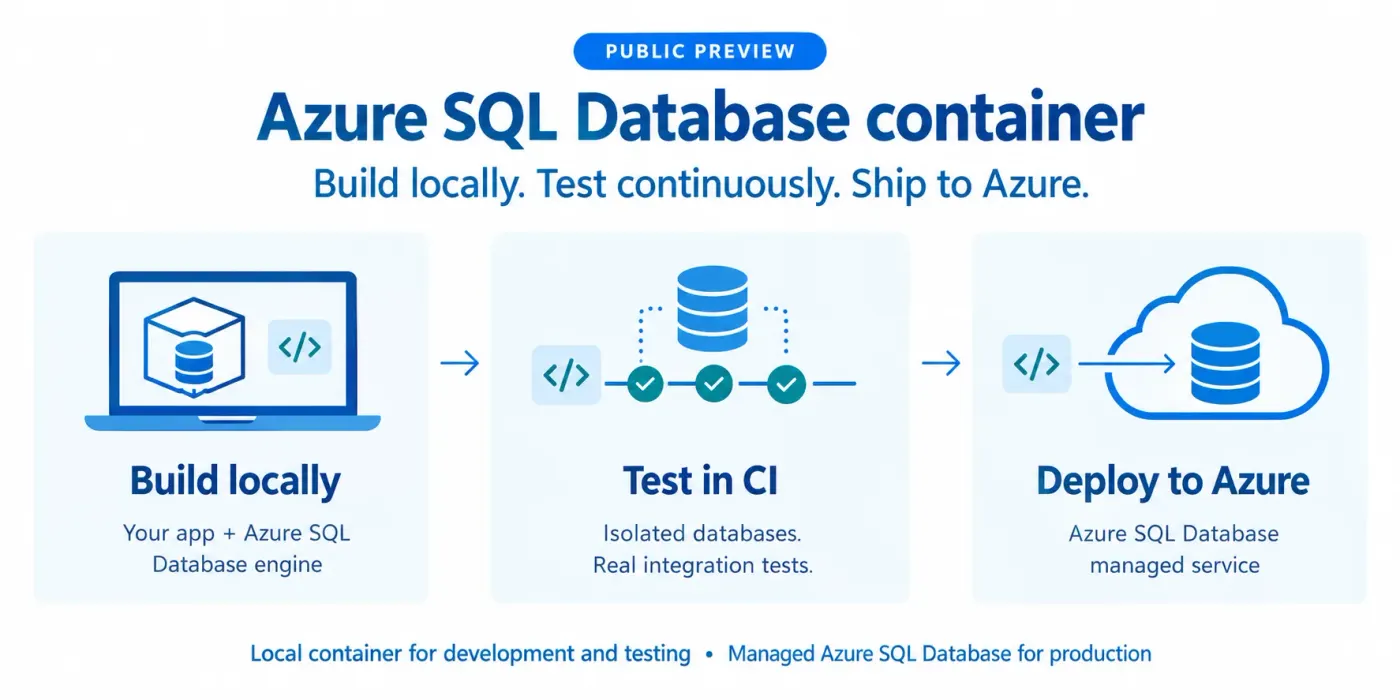 PUBLIC PREVIEW
Azure SQL Database container
Build locally. Test continuously. Ship to Azure.
</>
</>
</>
Build locally
Your app + Azure SQL
Database engine
Test in CI
Isolated databases.
Real integration tests.
Deploy to Azure
Azure SQL Database
managed service
Local container for development and testing • Managed Azure SQL Database for production